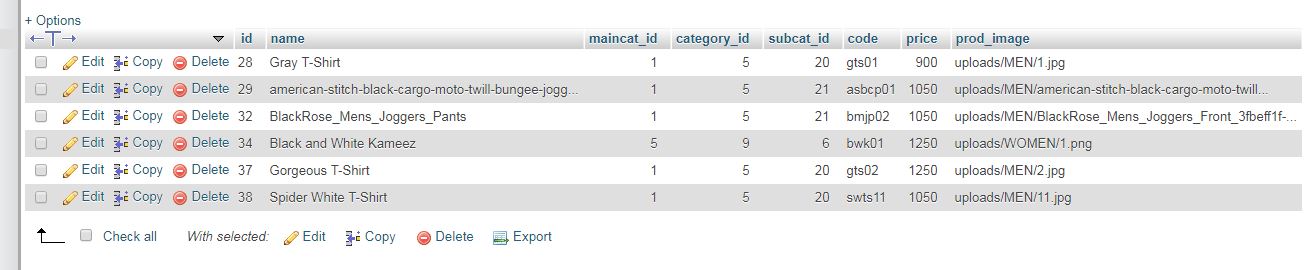 + Options
←T→ id name maincat_id category_id subcat_id code price prod_image
Edit Copy Delete 28 Gray T-Shirt 1 5 20 gts01 900 uploads/MEN/1.jpg
Edit Copy Delete 29 american-stitch-black-cargo-moto-twill-bungee-jogg... 1 5 21 asbcp01 1050 uploads/MEN/american-stitch-black-cargo-moto-twill...
Edit Copy Delete 32 BlackRose_Mens_Joggers_Pants 1 5 21 bmjp02 1050 uploads/MEN/BlackRose_Mens_Joggers_Front_3fbeff1f-...
Edit Copy Delete 34 Black and White Kameez 5 9 6 bwk01 1250 uploads/WOMEN/1.png
Edit Copy Delete 37 Gorgeous T-Shirt 1 5 20 gts02 1250 uploads/MEN/2.jpg
Edit Copy Delete 38 Spider White T-Shirt 1 5 20 swts11 1050 uploads/MEN/11.jpg
Check all With selected: Edit Copy Delete Export